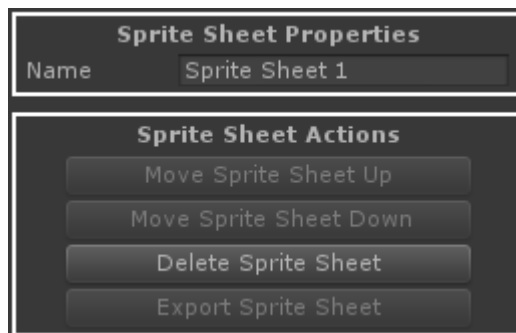 Sprite Sheet Properties
Name Sprite Sheet 1
Sprite Sheet Actions
Move Sprite Sheet Up
Move Sprite Sheet Down
Delete Sprite Sheet
Export Sprite Sheet